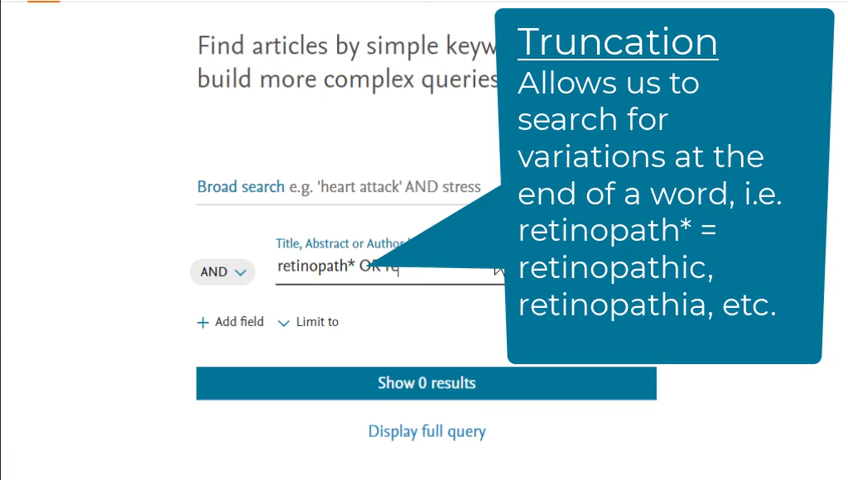 Find articles by simple keyw
build more complex queries
Truncation
Allows us to
search for
variations at the
end of a word, i.e.
retinopath* =
retinopathic,
retinopathia, etc.
Broad search e.g. 'heart attack' AND stress
Title, Abstract or Author
AND
retinopath* OR
Add field
Limit to
Show 0 results
Display full query